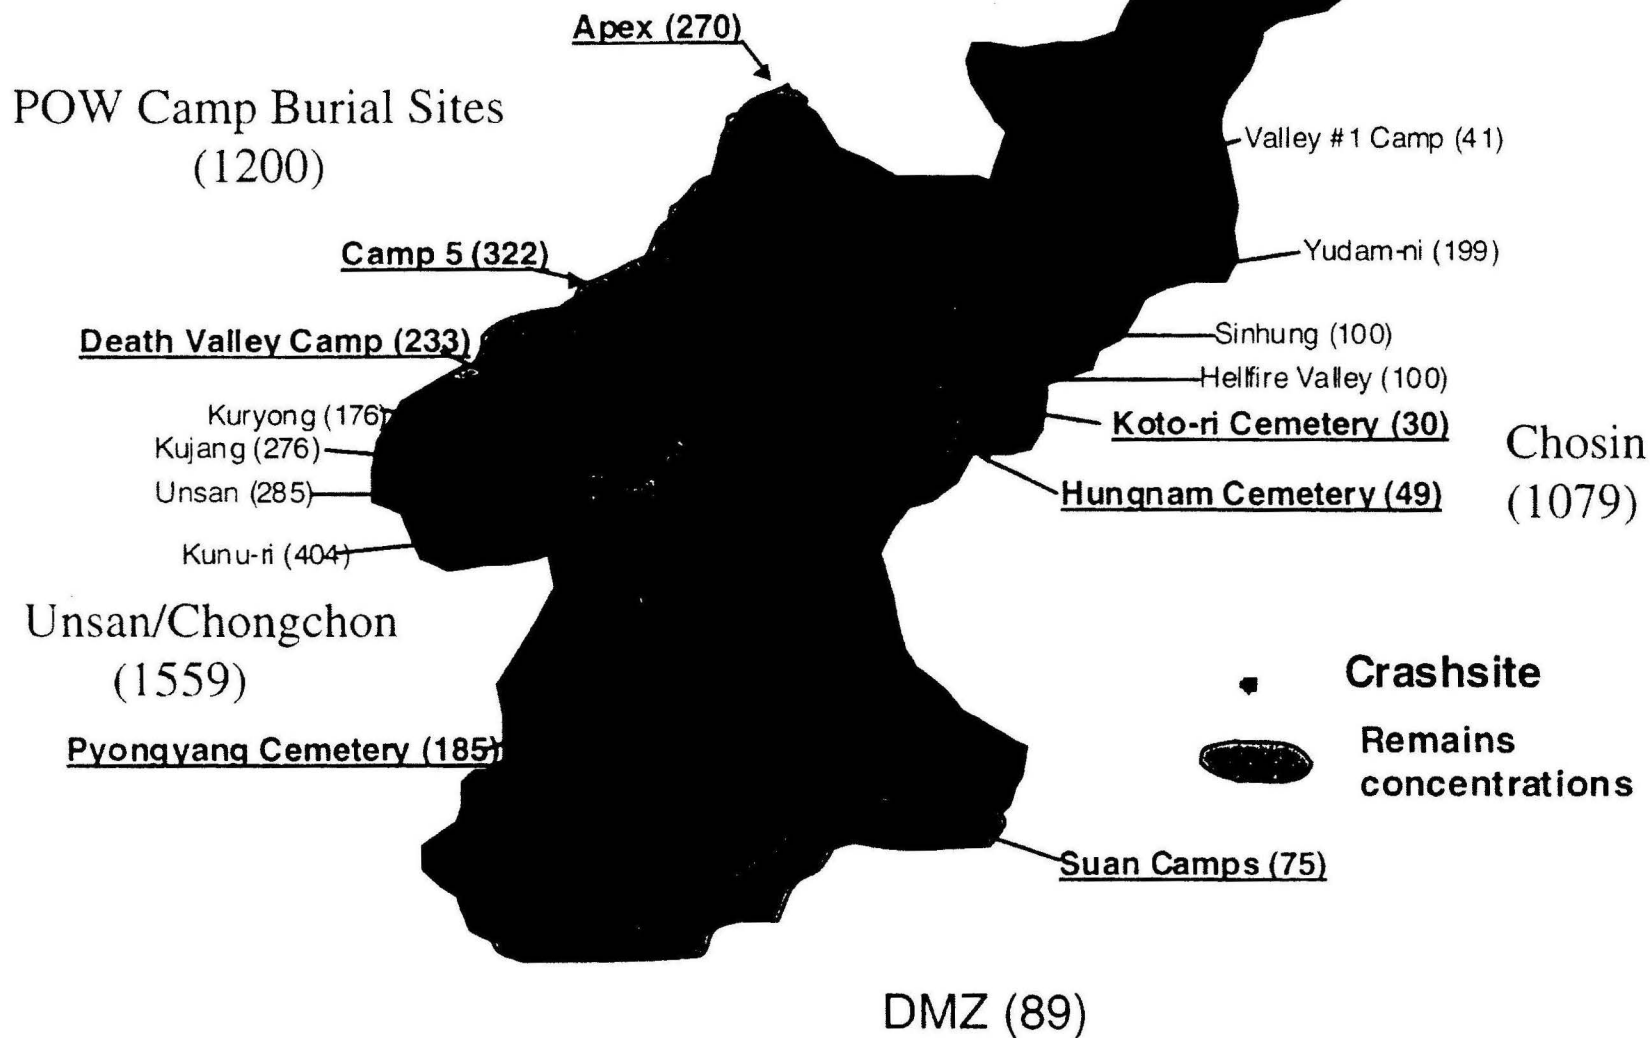 Apex (270)
POW Camp Burial Sites
(1200)
Valley #1 Camp (41)
Camp 5 (322)
Yudam-ni (199)
Death Valley Camp (233)
Sinhung (100)
Hellfire Valley (100)
Kuryong (176)
Koto-ri Cemetery (30)
Kujang (276)
Chosin
(1079)
Unsan (285)
Hungnam Cemetery (49)
Kunu-ri (404)
Unsan/Chongchon
(1559)
Crashsite
Pyongyang Cemetery (185)
Remains
concentrations
Suan Camps (75)
DMZ (89)